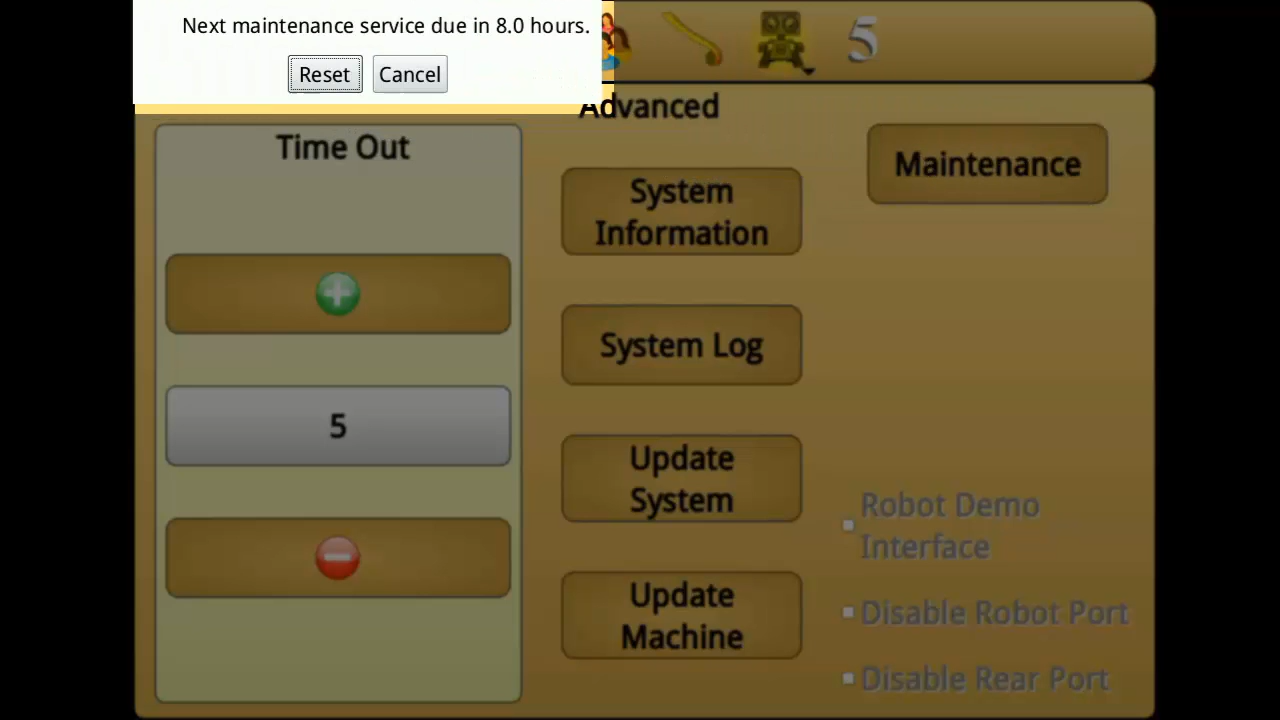 Next maintenance service due in 8.0 hours.
Reset
Cancel
5
Advanced
Time Out
5
System
Information
System Log
Update
System
Update
Machine
Maintenance
Robot Demo
Interface
Disable Robot Port
Disable Rear Port